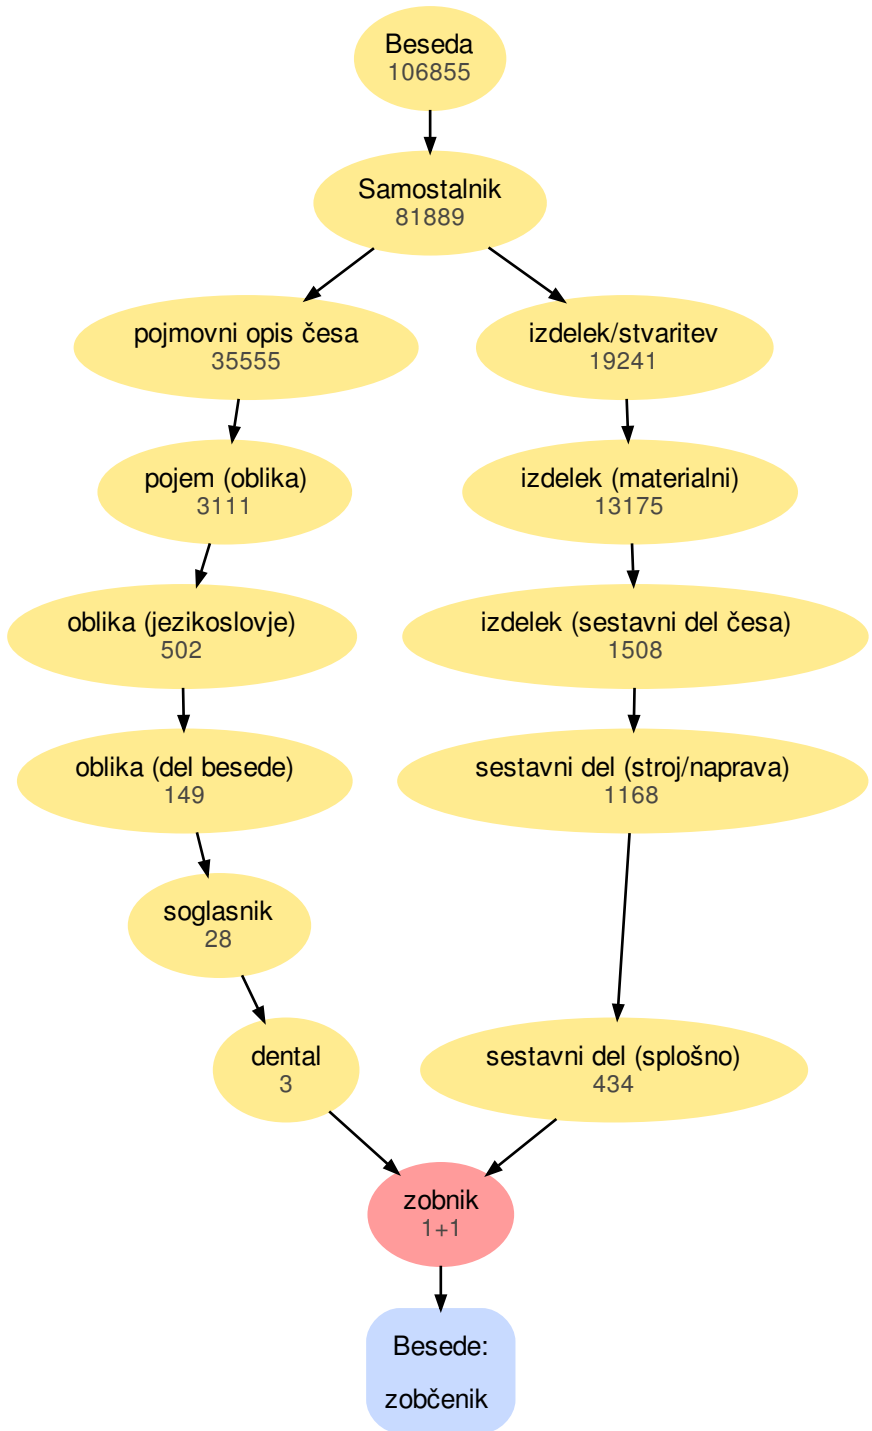 Beseda
106855
Samostalnik
81889
pojmovni opis česa
35555
izdelek/stvaritev
19241
pojem (oblika)
3111
izdelek (materialni)
13175
oblika (jezikoslovje)
502
izdelek (sestavni del česa)
1508
oblika (del besede)
149
sestavni del (stroj/naprava)
1168
soglasnik
28
dental
3
sestavni del (splošno)
434
zobnik
1+1
Besede:
zobčenik